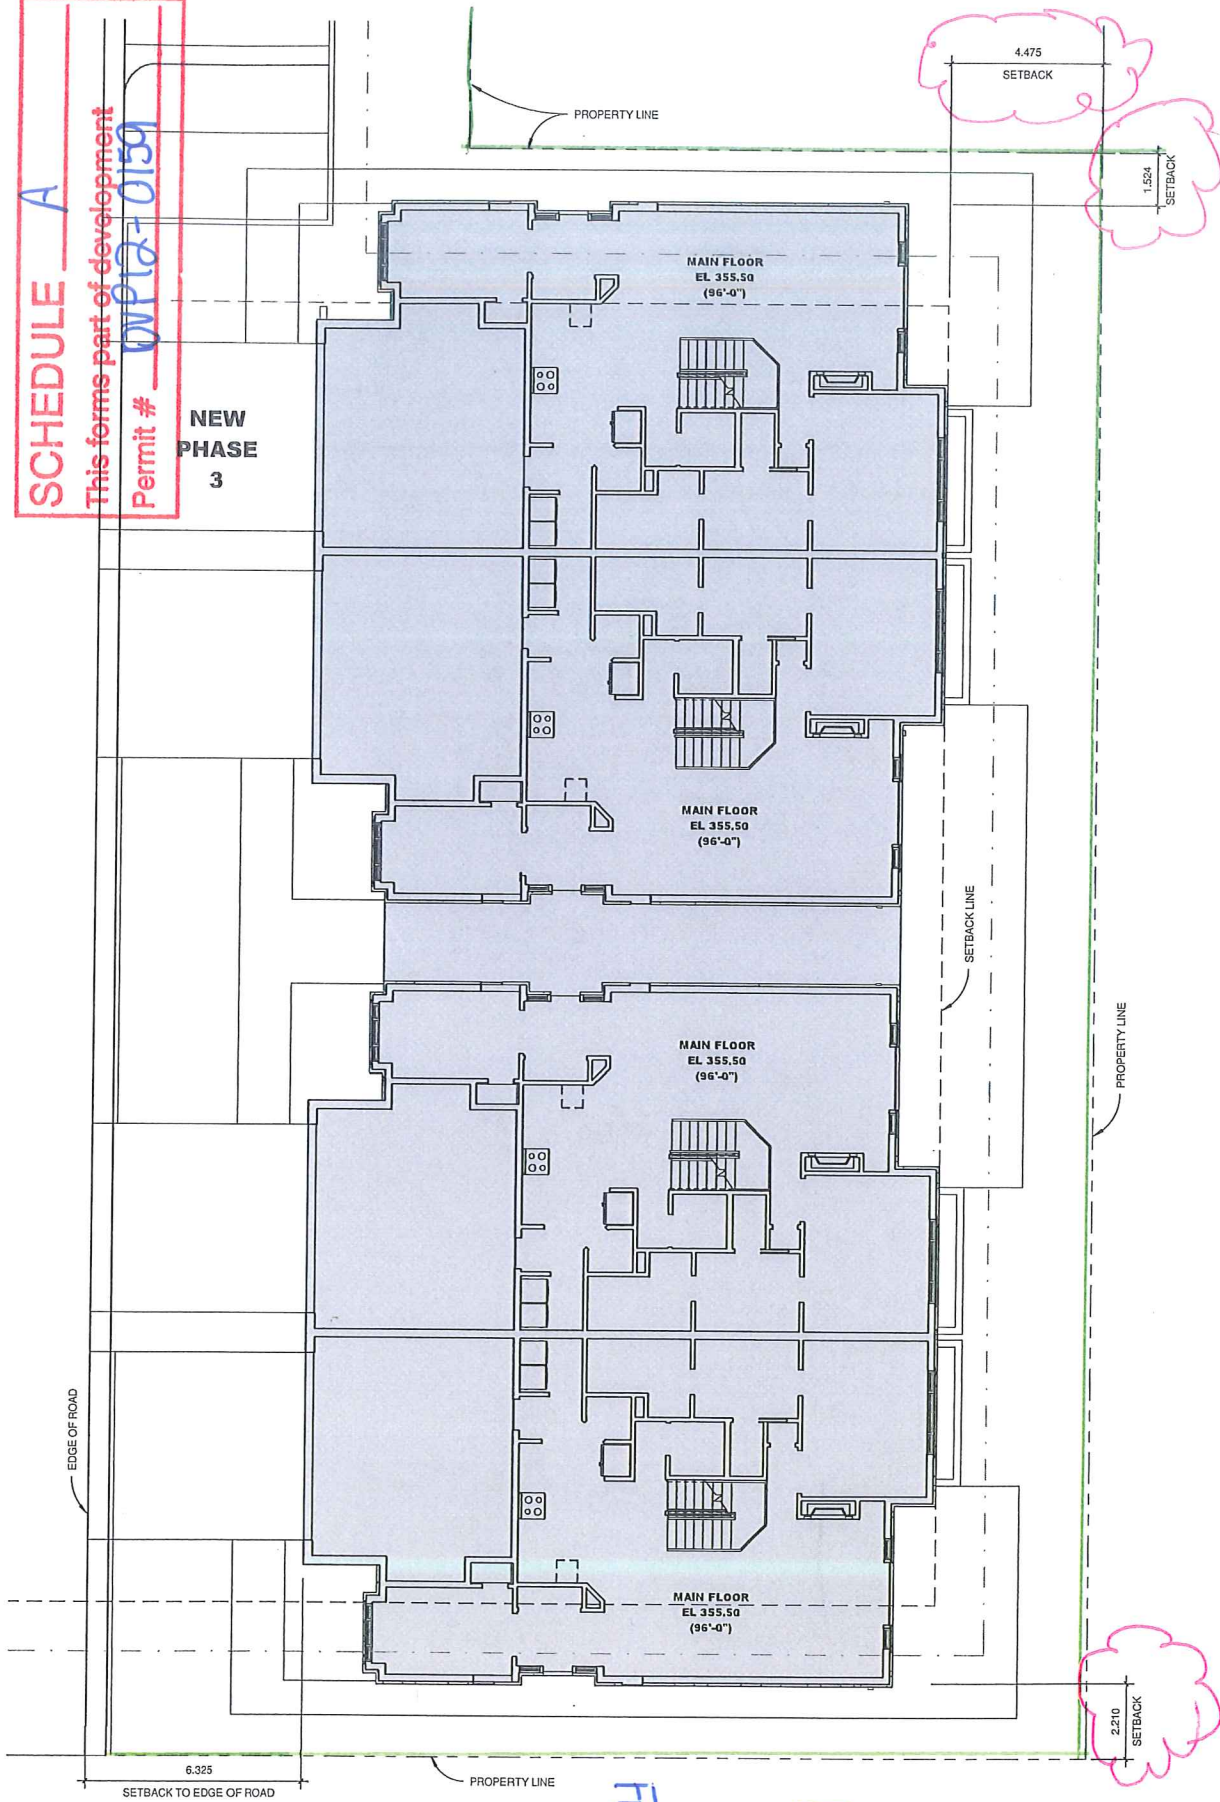 SCHEDULE A
This forms part of development
Permit # DVP12-0159
NEW
PHASE
3
4.475
SETBACK
PROPERTY LINE
1.524
SETBACK
MAIN FLOOR
EL 355.50
(96'-0")
MAIN FLOOR
EL 355.50
(96'-0")
SETBACK LINE
PROPERTY LINE
MAIN FLOOR
EL 355.50
(96'-0")
EDGE OF ROAD
MAIN FLOOR
EL 355.50
(96'-0")
2.210
SETBACK
6.325
SETBACK TO EDGE OF ROAD
PROPERTY LINE